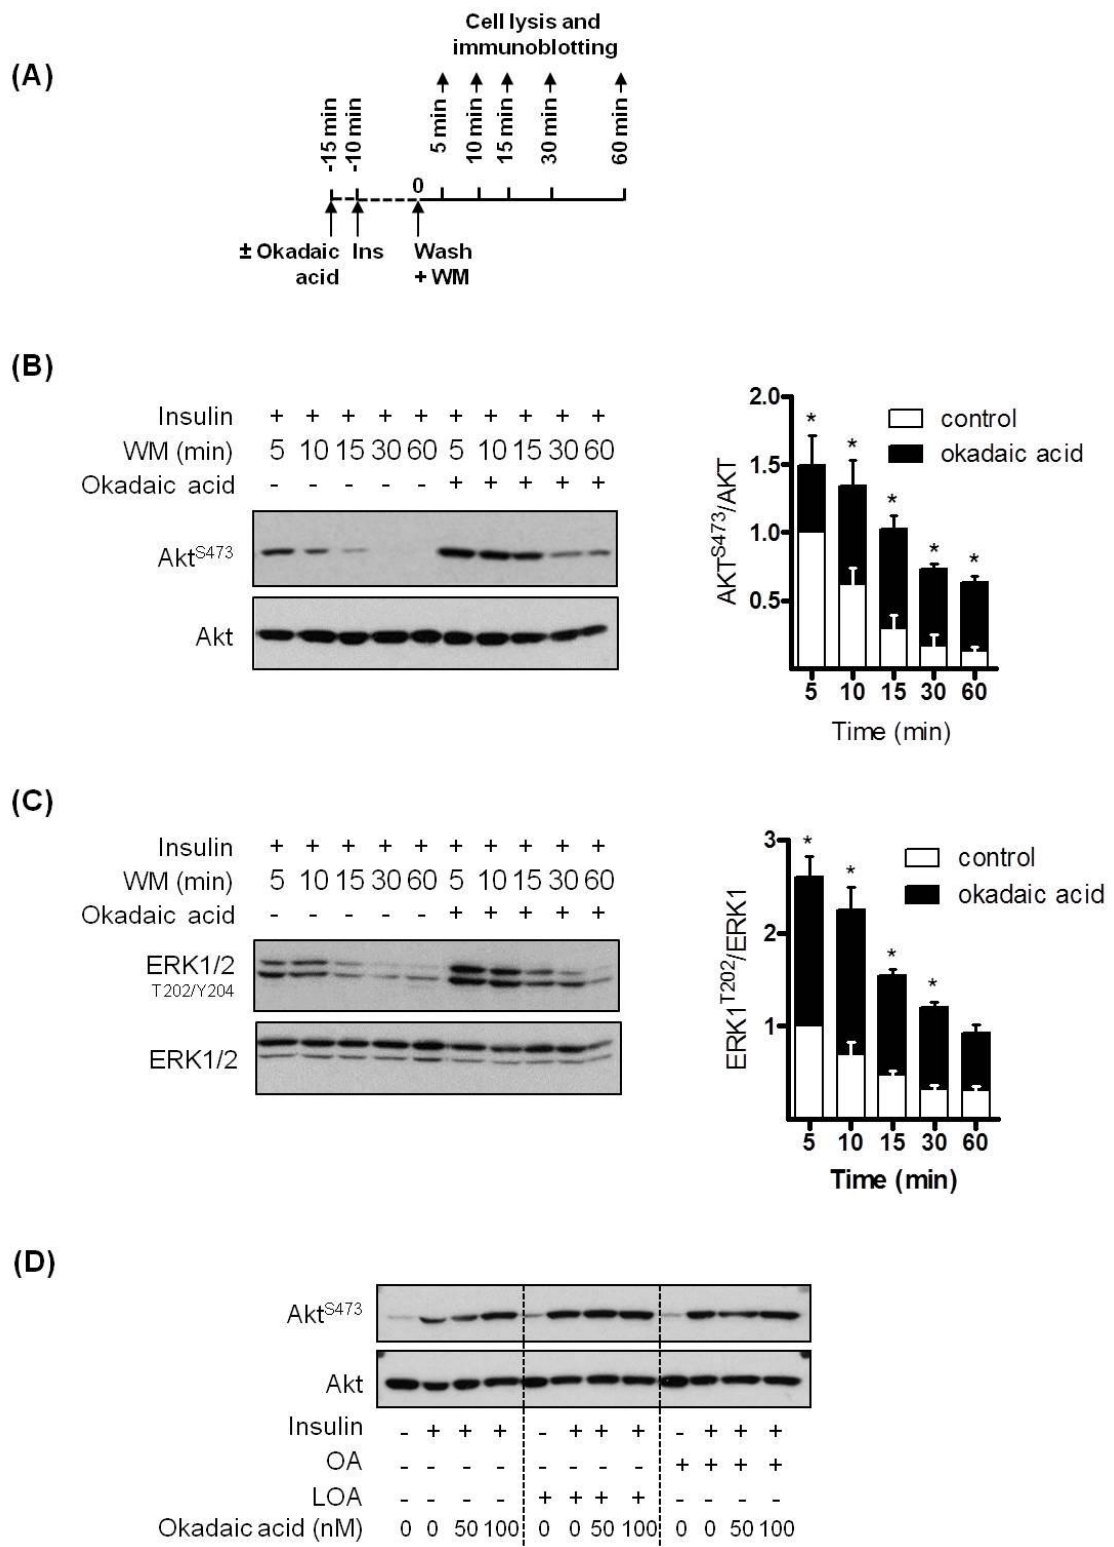 (A)
Cell lysis and
immunoblotting
-15 min
-10 min
0
5 min
10 min
15 min
30 min
60 min
± Okadaic
acid
Ins
Wash
+ WM
(B)
Insulin + + + + + + + + + +
WM (min) 5 10 15 30 60 5 10 15 30 60
Okadaic acid - - - - - + + + + +
Akt^S473
Akt
AKT^S473/AKT
2.0
1.5
1.0
0.5
* * * * *
control
okadaic acid
5 10 15 30 60
Time (min)
(C)
Insulin + + + + + + + + + +
WM (min) 5 10 15 30 60 5 10 15 30 60
Okadaic acid - - - - - + + + + +
ERK1/2
T202/Y204
ERK1/2
ERK1^T202/ERK1
3
2
1
* * * *
control
okadaic acid
5 10 15 30 60
Time (min)
(D)
Akt^S473
Akt
Insulin - + + + - + + + - + + +
OA - - - - - - - - + + + +
LOA - - - - + + + + - - - -
Okadaic acid (nM) 0 0 50 100 0 0 50 100 0 0 50 100